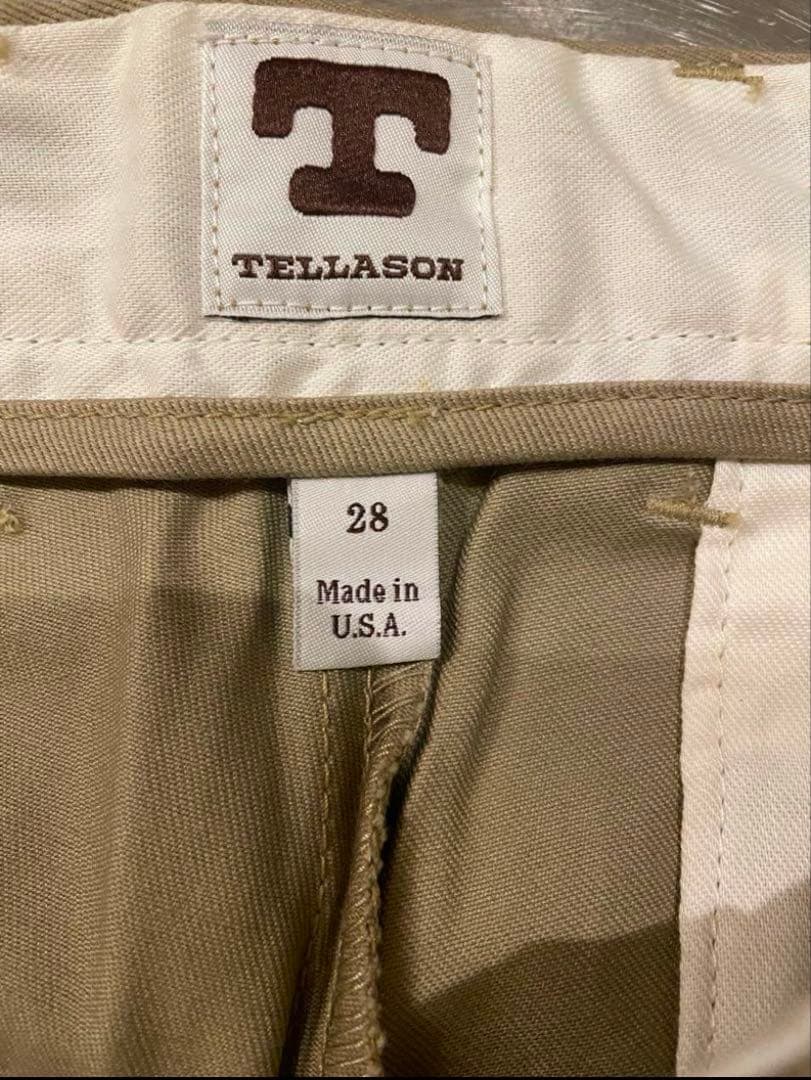 T
TELLASON
28
Made in
U.S.A.